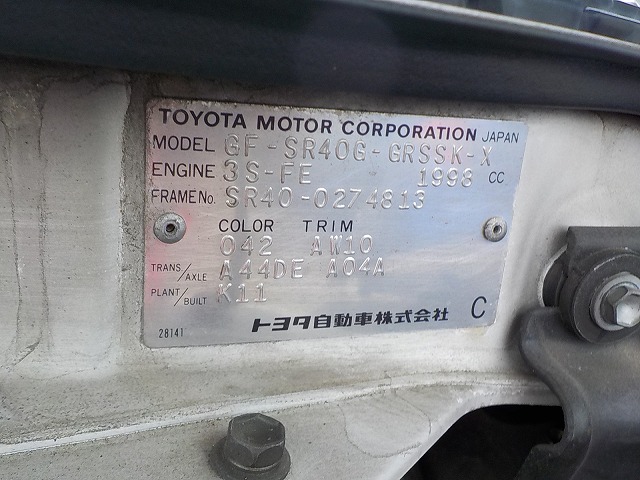 TOYOTA MOTOR CORPORATION JAPAN
MODEL GF-SR40G-GRSSK-X
ENGINE 3S-FE 1998 CC
FRAME No. SR40-0274813
COLOR TRIM
042 AW10
TRANS/AXLE A44DE A04A
PLANT/BUILT K11
28141 トヨタ自動車株式会社 C